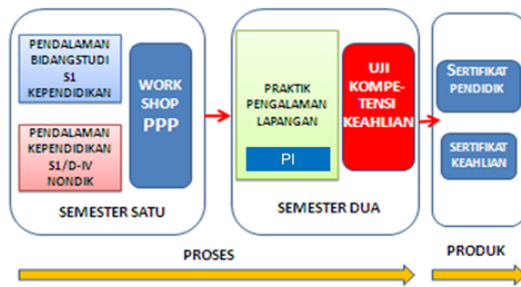 PENDALAMAN
BIDANGSTUDI
S1
KEPENDIDIKAN
PENDALAMAN
KEPENDIDIKAN
S1/D-IV
NONDIK
WORK
SHOP
PPP
SEMESTER SATU
PRAKTIK
PENGALAMAN
LAPANGAN
PI
UJI
KOMPE-
TENSI
KEAHLIAN
SEMESTER DUA
SERTIFIKAT
PENDIDIK
SERTIFIKAT
KEAHLIAN
PROSES
PRODUK